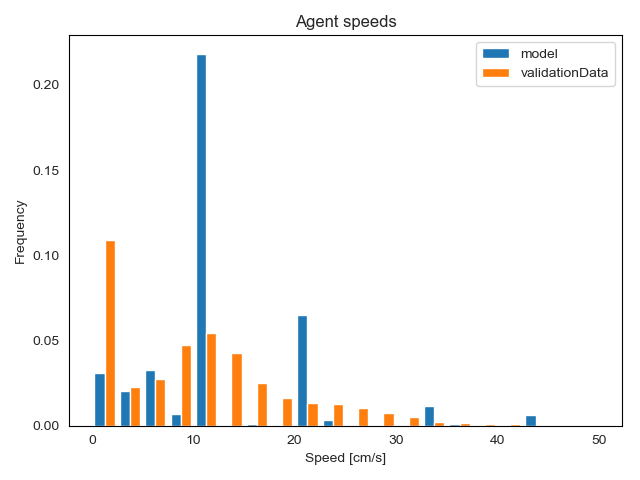 Agent speeds
model
validationData
0.20
0.15
0.10
0.05
0.00
Frequency
0 10 20 30 40 50
Speed [cm/s]